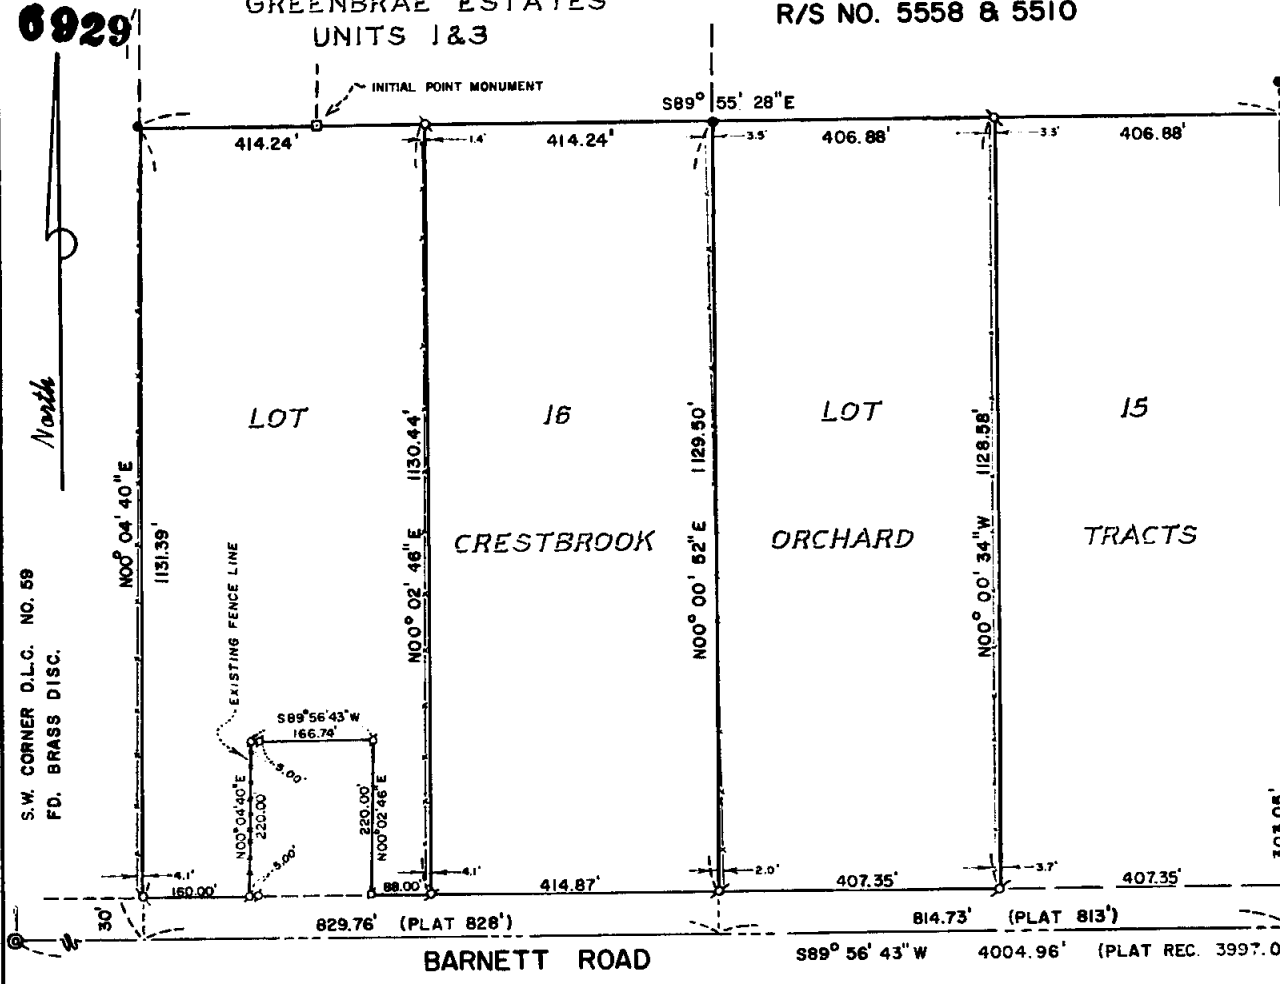 6929
GREENBRAE ESTATES
UNITS 1&3
R/S NO. 5558 & 5510
INITIAL POINT MONUMENT
S89° 55' 28"E
414.24'
1.4'
414.24'
3.5'
406.88'
3.3'
406.88'
North
LOT
16
LOT
15
N00° 04' 40"E
1131.39'
1130.44'
N00° 02' 46"E
1129.50'
N00° 00' 52"E
1128.58'
N00° 00' 34"W
CRESTBROOK
ORCHARD
TRACTS
S.W. CORNER D.L.C. NO. 59
FD. BRASS DISC.
EXISTING FENCE LINE
S89°56'43"W
166.74'
5.00'
N00°04'40"E
220.00'
220.00'
N00°02'46"E
5.00'
4.1'
160.00'
88.00'
4.1'
414.87'
2.0'
407.35'
3.7'
407.35'
30'
829.76' (PLAT 828')
814.73' (PLAT 813')
BARNETT ROAD
S89° 56' 43"W 4004.96' (PLAT REC. 3997.0